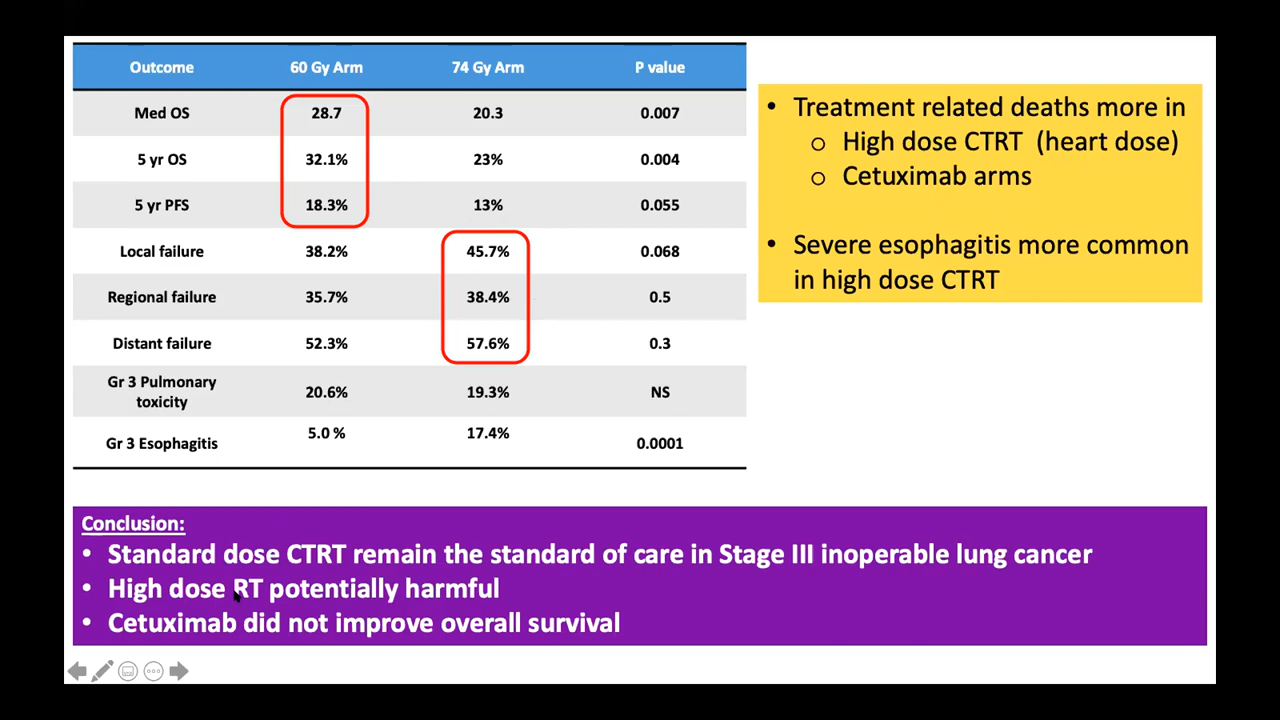 Outcome 60 Gy Arm 74 Gy Arm P value
Med OS 28.7 20.3 0.007
5 yr OS 32.1% 23% 0.004
5 yr PFS 18.3% 13% 0.055
Local failure 38.2% 45.7% 0.068
Regional failure 35.7% 38.4% 0.5
Distant failure 52.3% 57.6% 0.3
Gr 3 Pulmonary
toxicity 20.6% 19.3% NS
Gr 3 Esophagitis 5.0 % 17.4% 0.0001
• Treatment related deaths more in
o High dose CTRT (heart dose)
o Cetuximab arms
• Severe esophagitis more common
in high dose CTRT
Conclusion:
• Standard dose CTRT remain the standard of care in Stage III inoperable lung cancer
• High dose RT potentially harmful
• Cetuximab did not improve overall survival